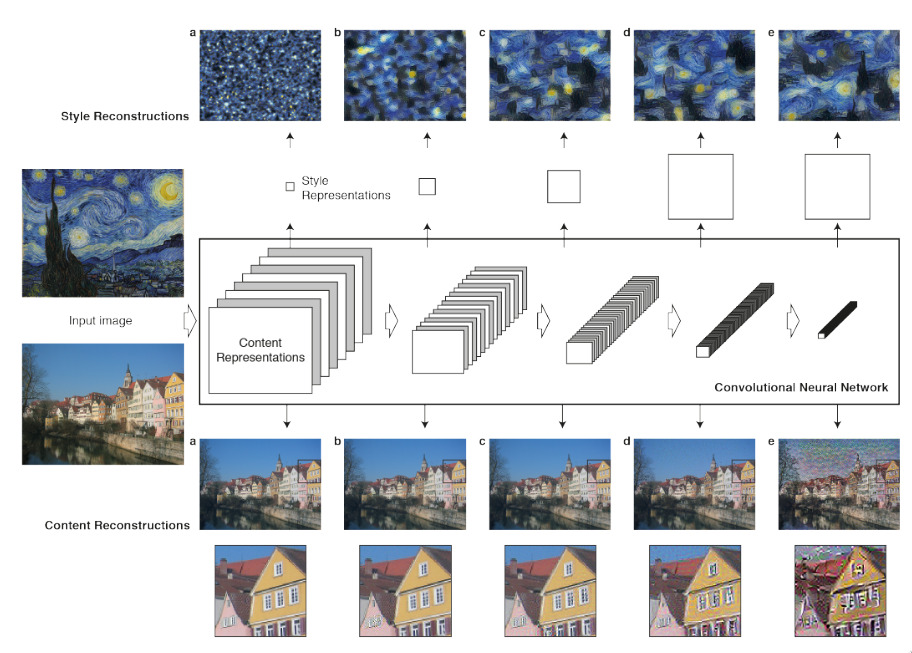 a
b
c
d
e
Style Reconstructions
Style
Representations
Input image
Content
Representations
Convolutional Neural Network
a
b
c
d
e
Content Reconstructions